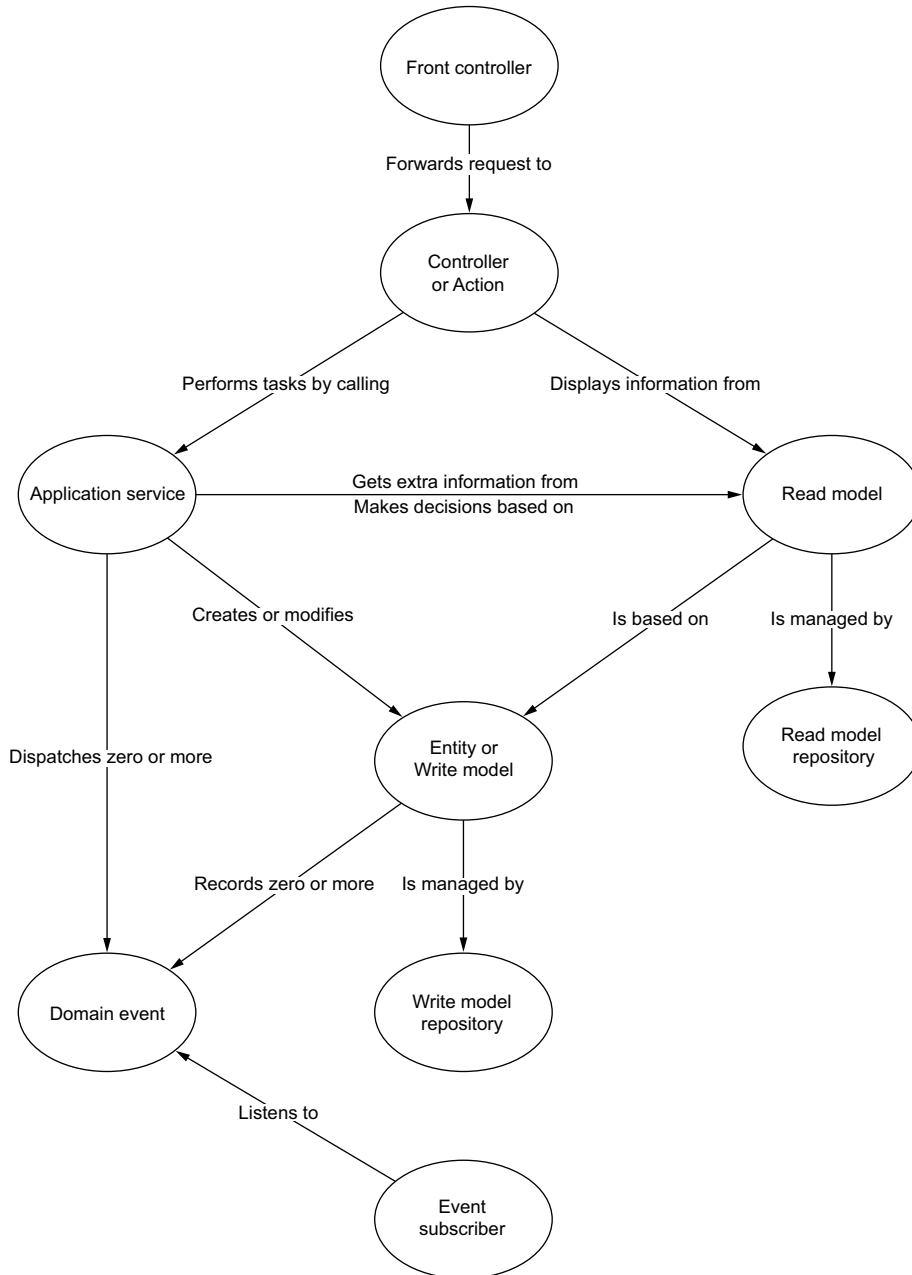 Front controller
Forwards request to
Controller
or Action
Performs tasks by calling
Displays information from
Application service
Gets extra information from
Makes decisions based on
Read model
Creates or modifies
Is based on
Is managed by
Dispatches zero or more
Entity or
Write model
Read model
repository
Records zero or more
Is managed by
Domain event
Write model
repository
Listens to
Event
subscriber